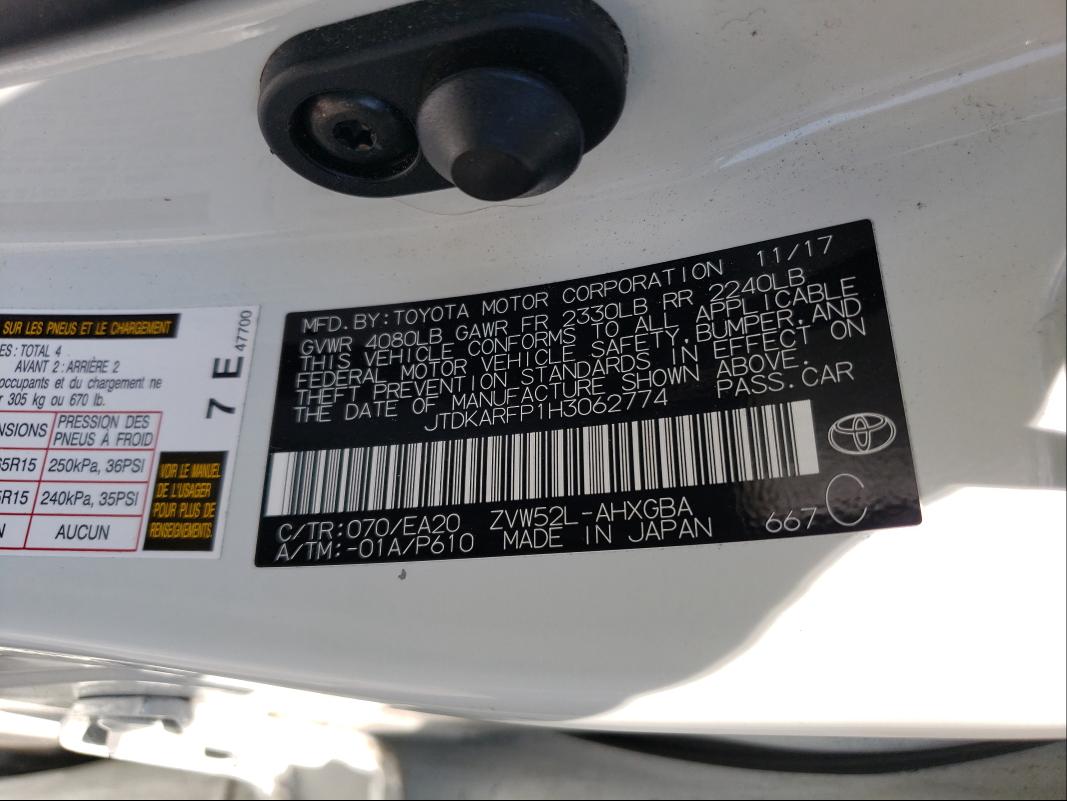 SUR LES PNEUS ET LE CHARGEMENT
TOTAL 4
AVANT 2 : ARRIÈRE 2
occupants et du chargement ne
305 kg ou 670 lb.
PRESSION DES
PNEUS À FROID
250kPa, 36PSI
240kPa, 35PSI
AUCUN
7 E
47700
VOIR LE MANUEL
DE L'USAGER
POUR PLUS DE
RENSEIGNEMENTS.
MFD. BY: TOYOTA MOTOR CORPORATION 11/17
GVWR 4080LB GAWR FR 2330LB RR 2240LB
THIS VEHICLE CONFORMS TO ALL APPLICABLE
FEDERAL MOTOR VEHICLE SAFETY, BUMPER, AND
THEFT PREVENTION STANDARDS IN EFFECT ON
THE DATE OF MANUFACTURE SHOWN ABOVE.
JTDKARFP1H3062774 PASS. CAR
C/TR: 070/EA20 ZVW52L-AHXGBA
A/TM: -01A/P610 MADE IN JAPAN 667 C